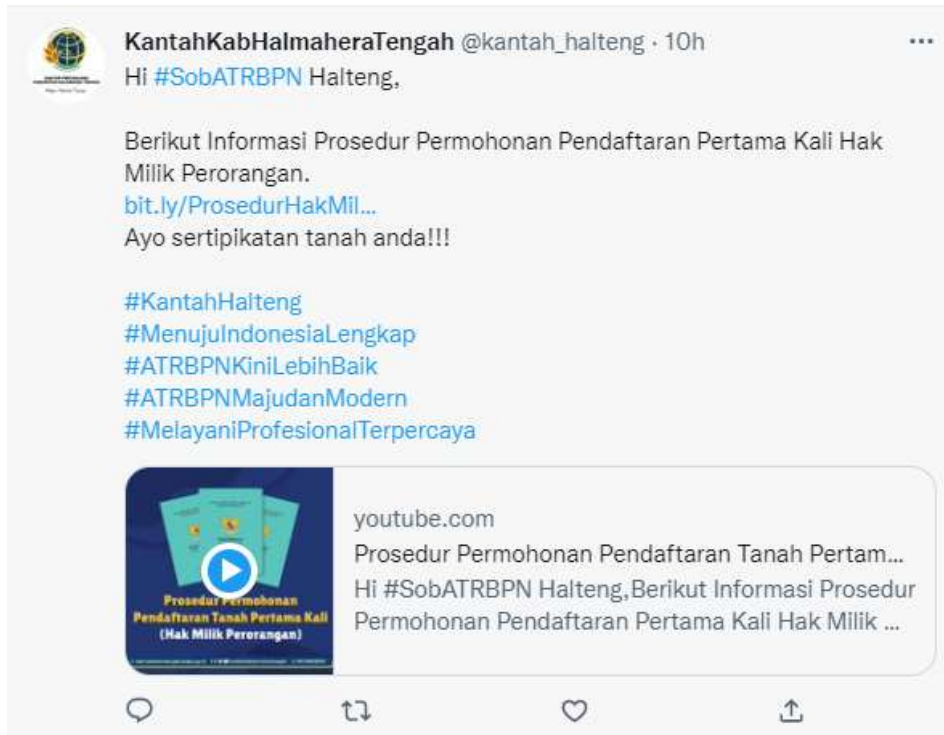 KantahKabHalmaheraTengah @kantah_halteng · 10h
Hi #SobATRBPN Halteng,
Berikut Informasi Prosedur Permohonan Pendaftaran Pertama Kali Hak
Milik Perorangan.
bit.ly/ProsedurHakMil...
Ayo sertipikatan tanah anda!!!
#KantahHalteng
#MenujuIndonesiaLengkap
#ATRBPNKiniLebihBaik
#ATRBPNMajudanModern
#MelayaniProfesionalTerpercaya
Prosedur Permohonan
Pendaftaran Tanah Pertama Kali
(Hak Milik Perorangan)
youtube.com
Prosedur Permohonan Pendaftaran Tanah Pertam...
Hi #SobATRBPN Halteng,Berikut Informasi Prosedur
Permohonan Pendaftaran Pertama Kali Hak Milik ...